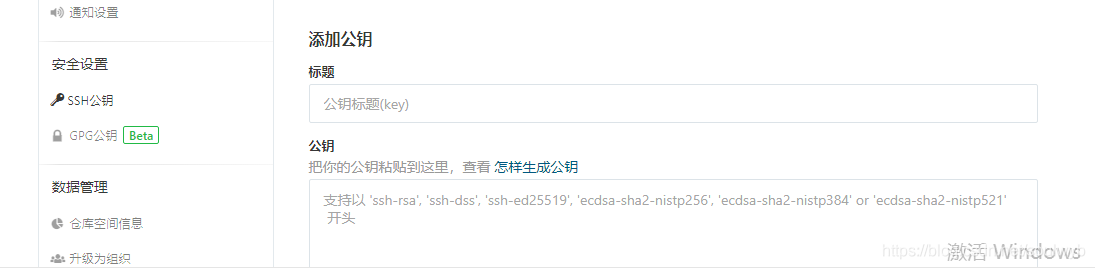 通知设置
安全设置
SSH公钥
GPG公钥 Beta
数据管理
仓库空间信息
升级为组织
添加公钥
标题
公钥标题(key)
公钥
把你的公钥粘贴到这里，查看 怎样生成公钥
支持以 'ssh-rsa', 'ssh-dss', 'ssh-ed25519', 'ecdsa-sha2-nistp256', 'ecdsa-sha2-nistp384' or 'ecdsa-sha2-nistp521'
开头
激活 Windows